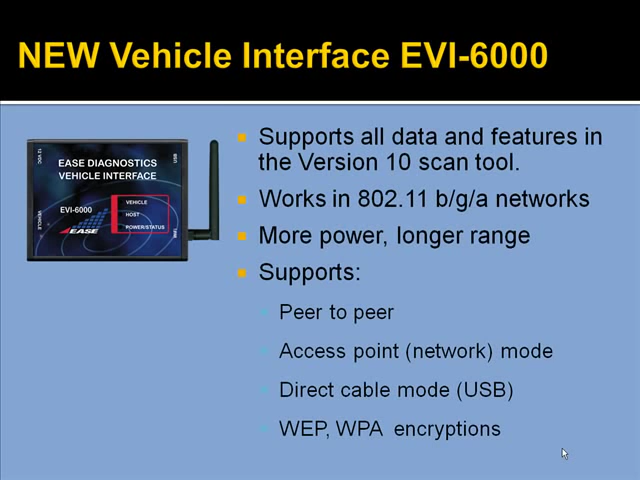 NEW Vehicle Interface EVI-6000
12 VDC
USB
EASE DIAGNOSTICS
VEHICLE INTERFACE
EVI-6000
VEHICLE
HOST
POWER/STATUS
EASE
VEHICLE
Supports all data and features in
the Version 10 scan tool.
Works in 802.11 b/g/a networks
More power, longer range
Supports:
Peer to peer
Access point (network) mode
Direct cable mode (USB)
WEP, WPA encryptions